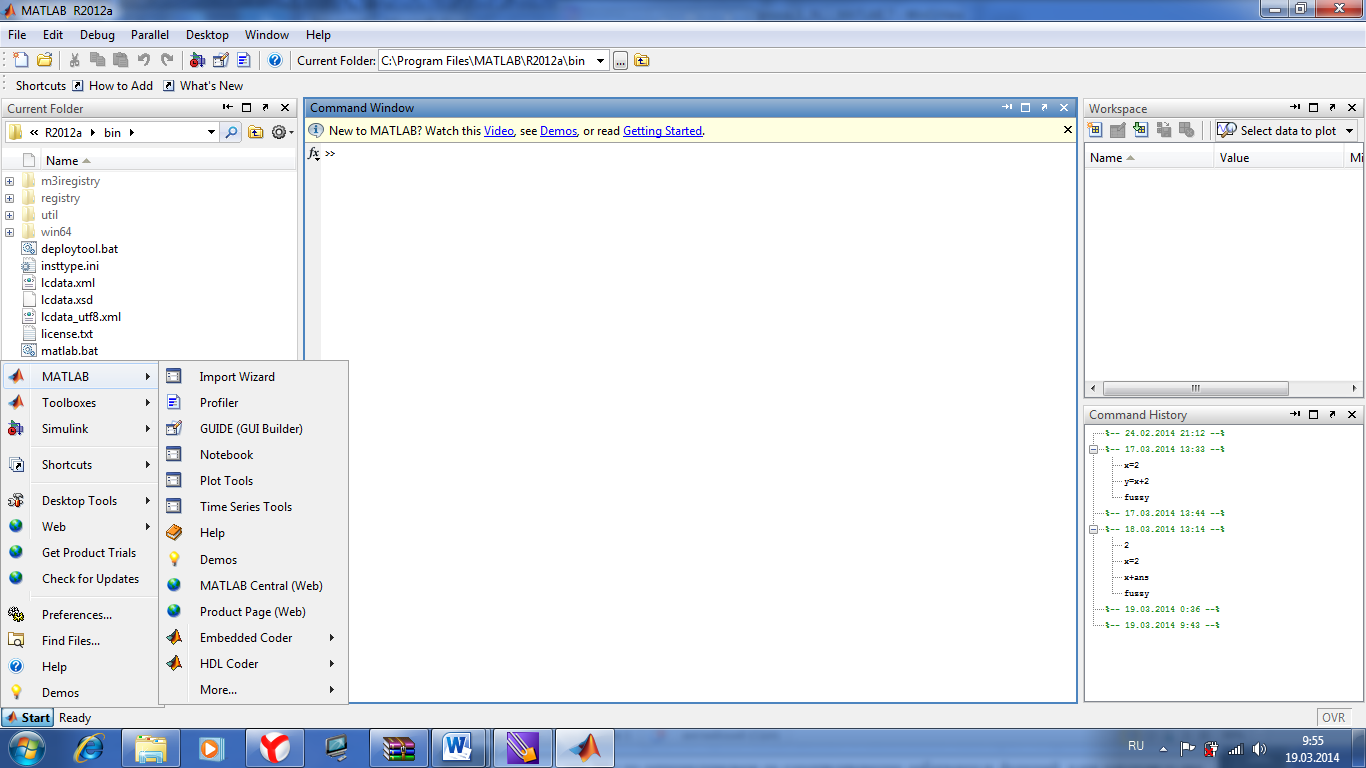 MATLAB R2012a
File Edit Debug Parallel Desktop Window Help
Current Folder: C:\Program Files\MATLAB\R2012a\bin ...
Shortcuts How to Add What's New
Current Folder
« R2012a bin
Name
m3iregistry
registry
util
win64
deploytool.bat
insttype.ini
lcdata.xml
lcdata.xsd
lcdata_utf8.xml
license.txt
matlab.bat
MATLAB
Toolboxes
Simulink
Shortcuts
Desktop Tools
Web
Get Product Trials
Check for Updates
Preferences...
Find Files...
Help
Demos
Import Wizard
Profiler
GUIDE (GUI Builder)
Notebook
Plot Tools
Time Series Tools
Help
Demos
MATLAB Central (Web)
Product Page (Web)
Embedded Coder
HDL Coder
More...
Command Window
New to MATLAB? Watch this Video, see Demos, or read Getting Started.
fx >>
Workspace
Select data to plot
Name Value Mi
Command History
%-- 24.02.2014 21:12 --%
%-- 17.03.2014 13:33 --%
x=2
y=x+2
fuzzy
%-- 17.03.2014 13:44 --%
%-- 18.03.2014 13:14 --%
2
x=2
x+ans
fuzzy
%-- 19.03.2014 0:36 --%
%-- 19.03.2014 9:43 --%
Start Ready
OVR
RU
9:55
19.03.2014